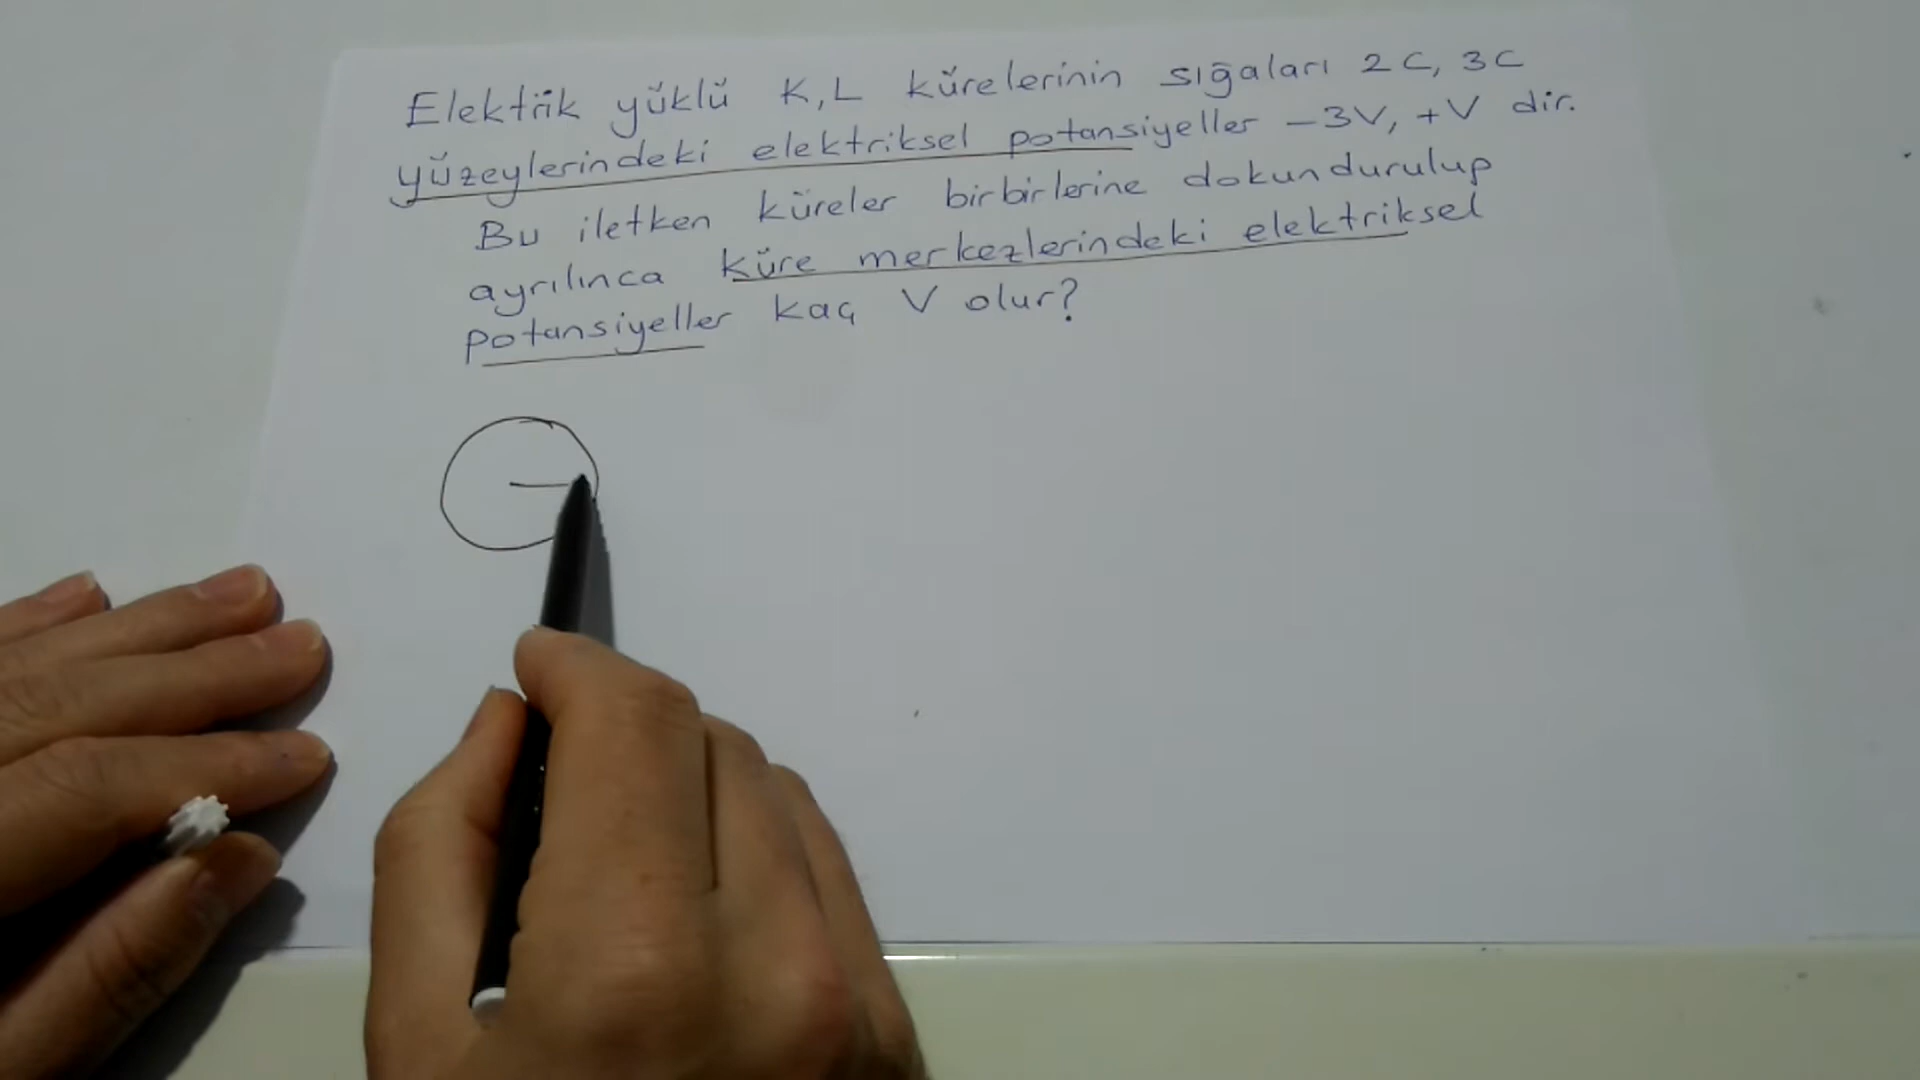 Elektrik yüklü K, L kürelerinin sığaları 2C, 3C
yüzeylerindeki elektriksel potansiyeller -3V, +V dir.
Bu iletken küreler birbirlerine dokundurulup
ayrılınca küre merkezlerindeki elektriksel
potansiyeller kaç V olur?